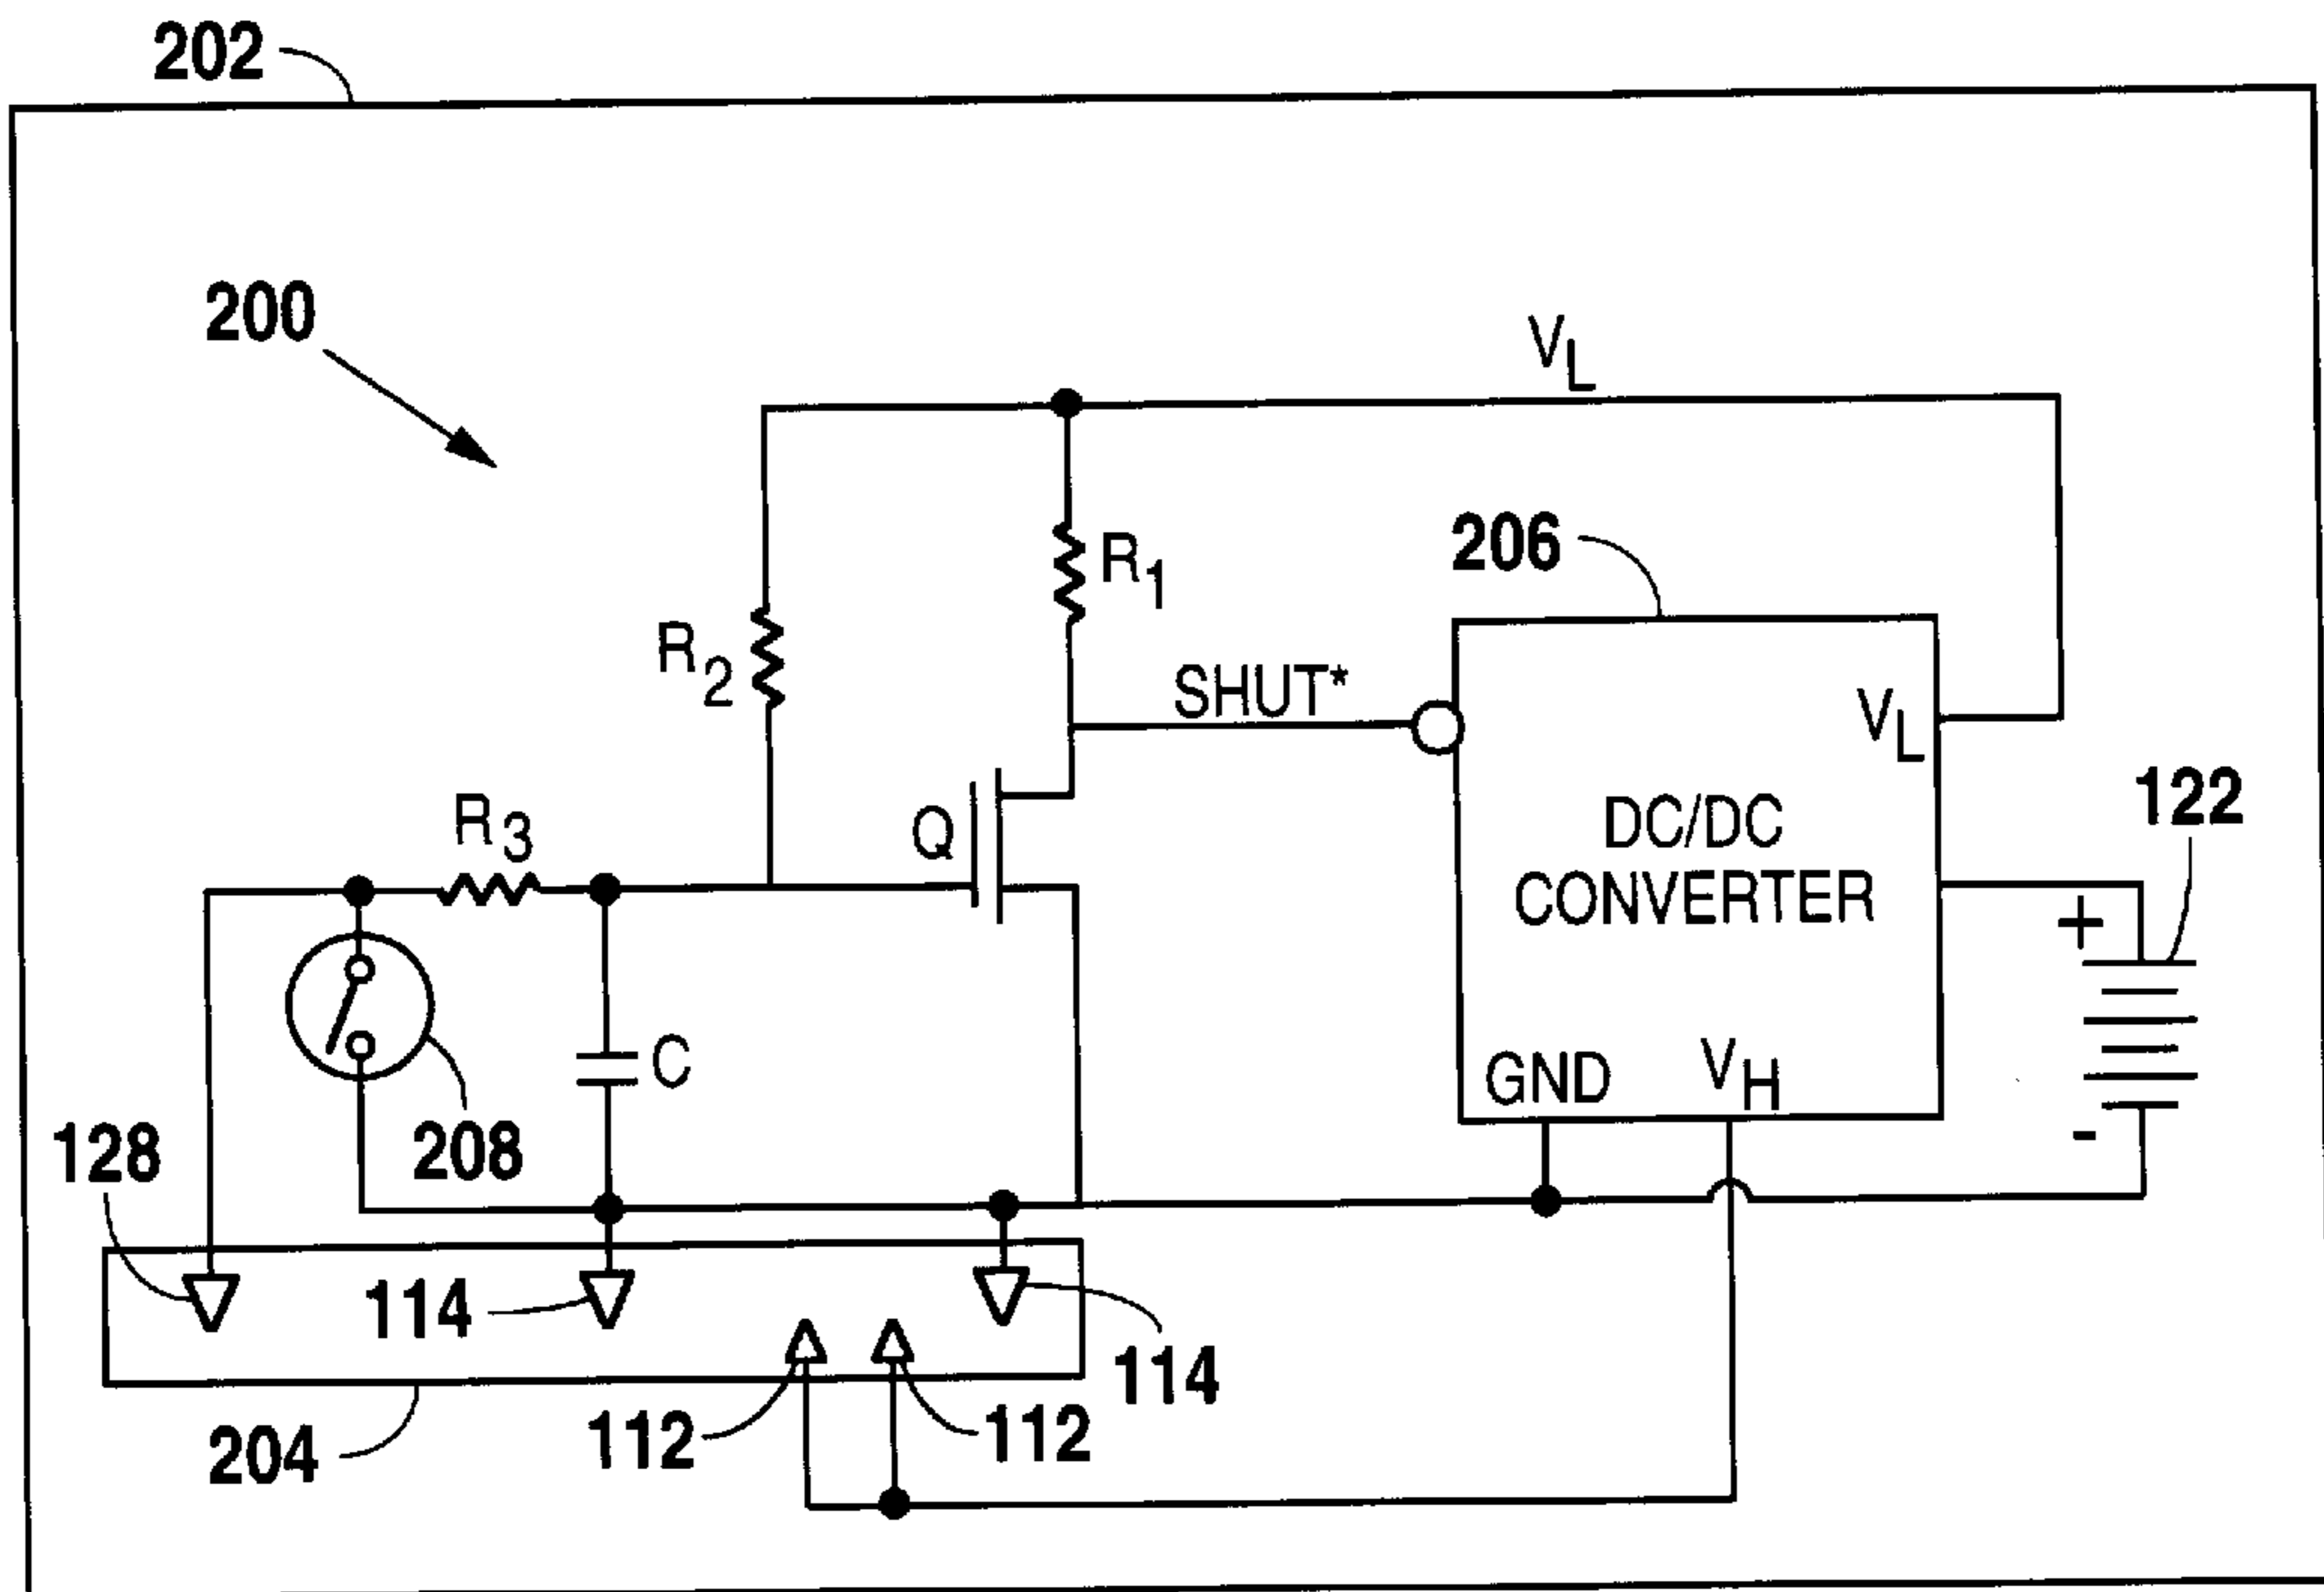 202
200
VL
206
R1
R2
SHUT*
VL
122
R3
Q
DC/DC
CONVERTER
+
C
GND
VH
128
208
-
114
114
112
112
204